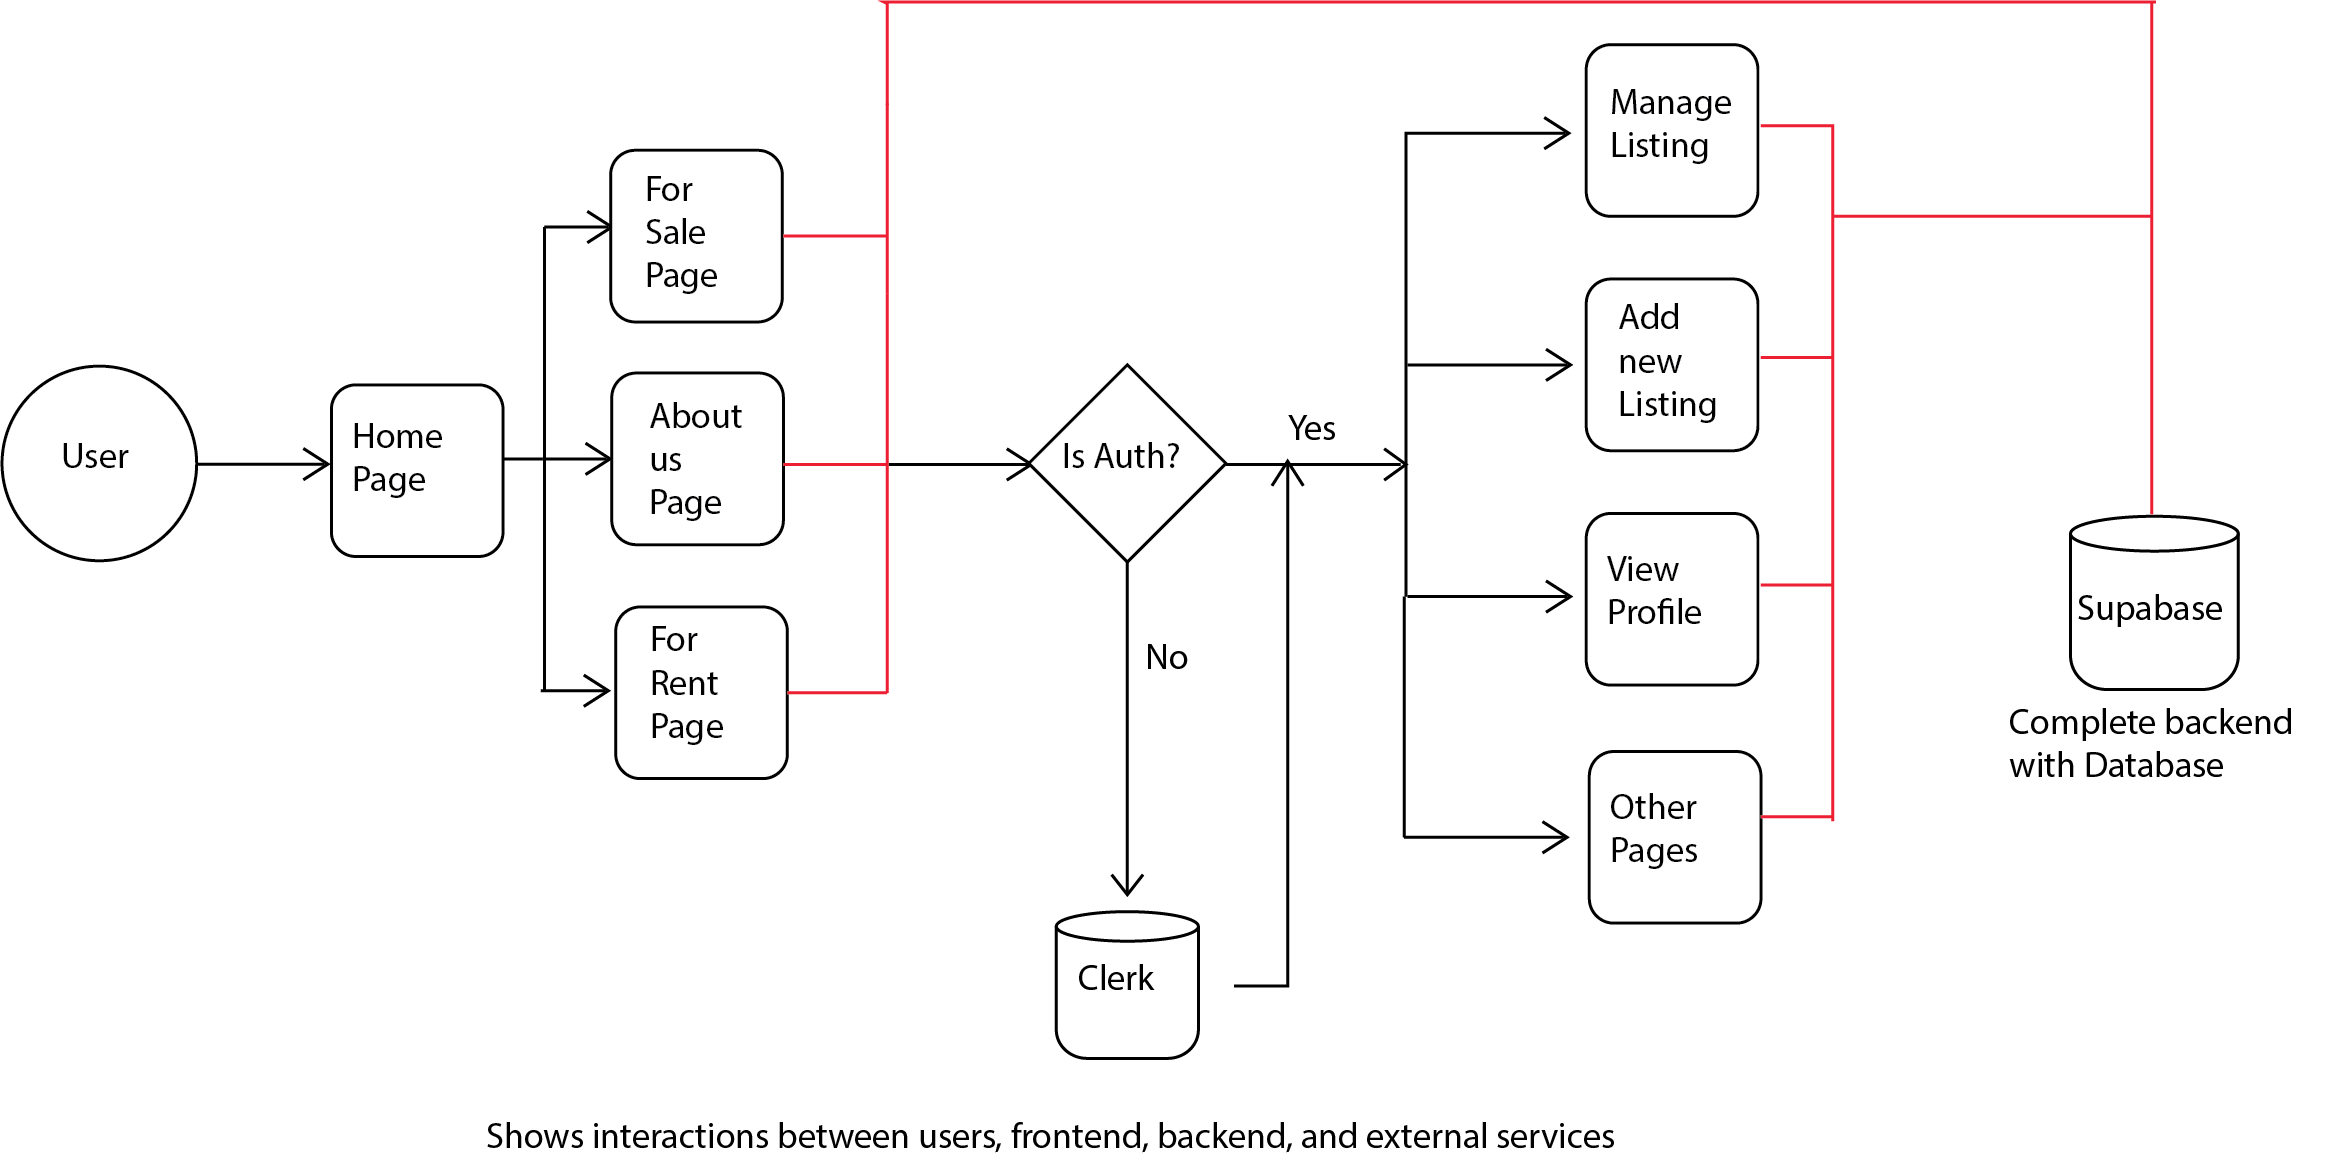 User
Home
Page
For
Sale
Page
About
us
Page
For
Rent
Page
Is Auth?
Yes
No
Clerk
Manage
Listing
Add
new
Listing
View
Profile
Other
Pages
Supabase
Complete backend
with Database
Shows interactions between users, frontend, backend, and external services